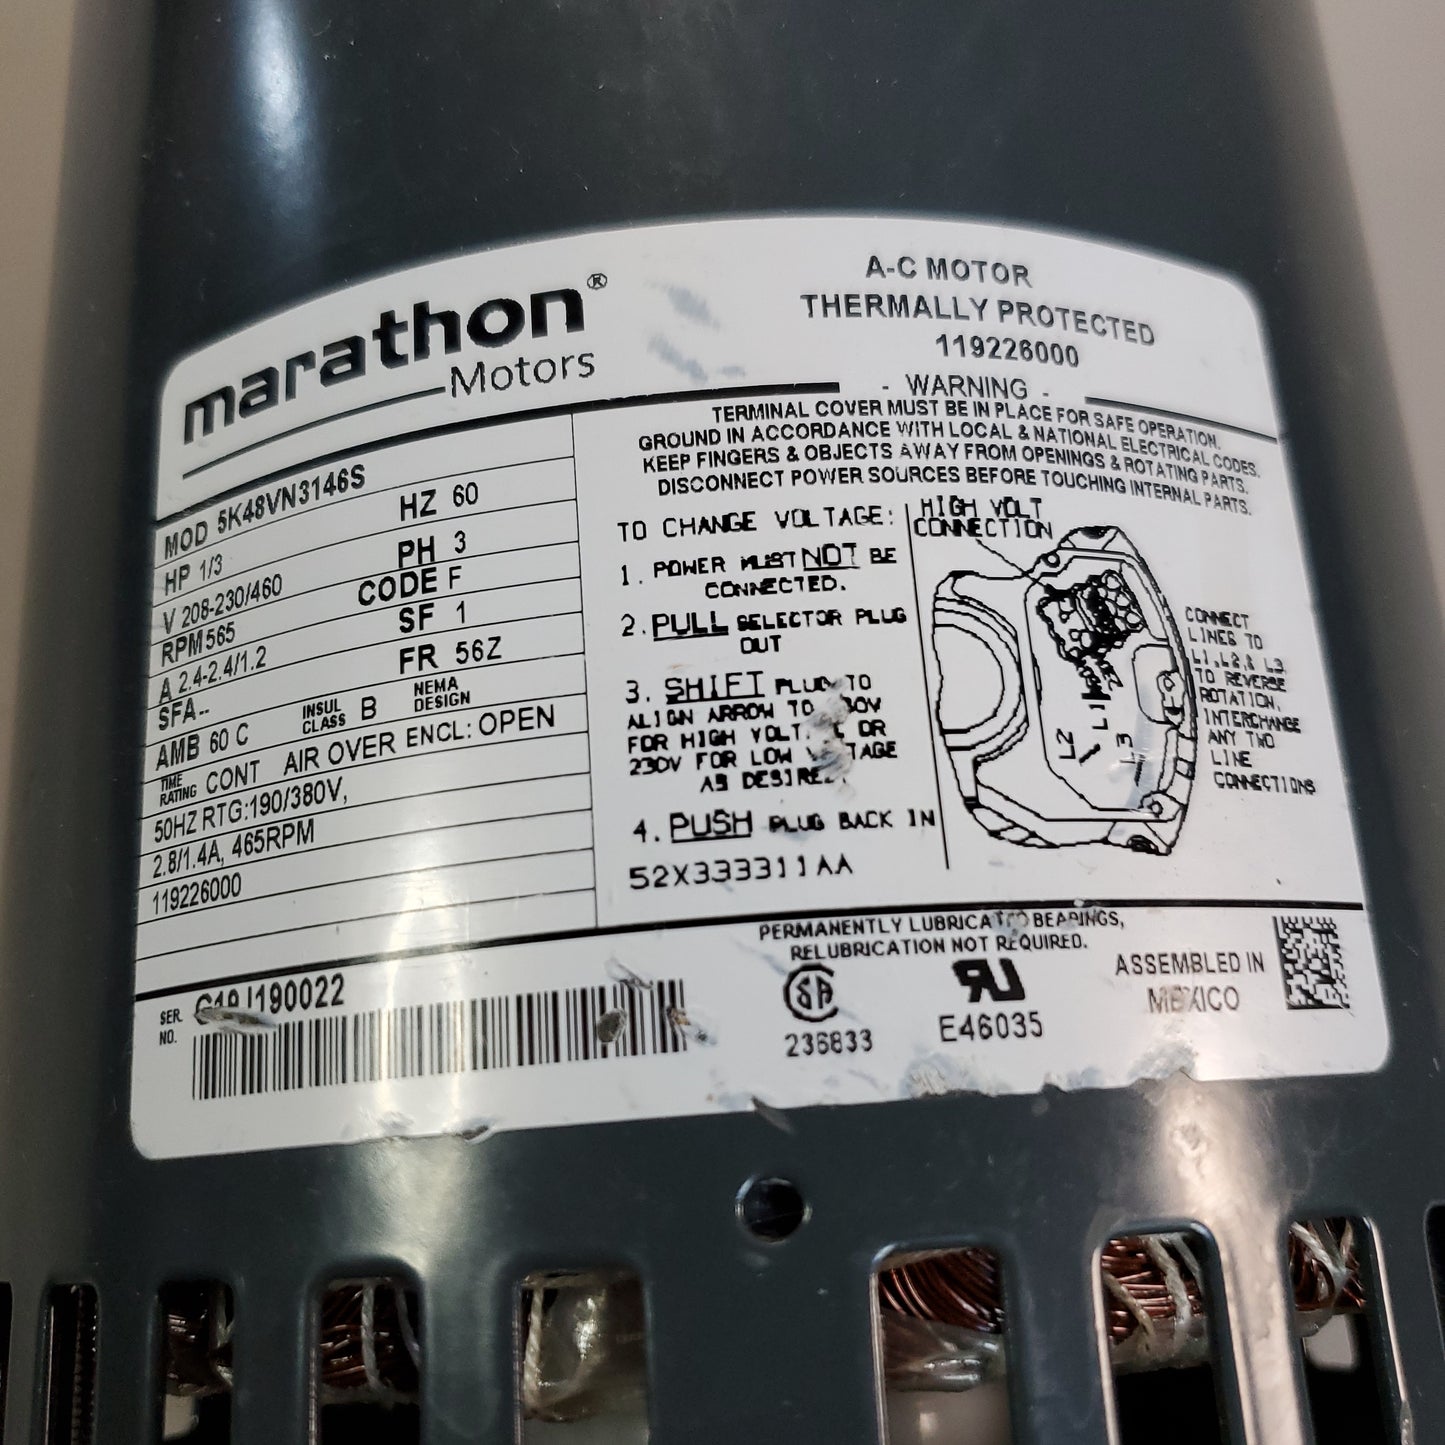 marathon®
Motors
A-C MOTOR
THERMALLY PROTECTED
119226000
- WARNING -
TERMINAL COVER MUST BE IN PLACE FOR SAFE OPERATION.
GROUND IN ACCORDANCE WITH LOCAL & NATIONAL ELECTRICAL CODES.
KEEP FINGERS & OBJECTS AWAY FROM OPENINGS & ROTATING PARTS.
DISCONNECT POWER SOURCES BEFORE TOUCHING INTERNAL PARTS.
MOD 5K48VN3146S
HP 1/3 HZ 60
V 208-230/460 PH 3
RPM 565 CODE F
A 2.4-2.4/1.2 SF 1
SFA -- FR 56Z
AMB 60 C INSUL CLASS B NEMA DESIGN
TIME RATING CONT AIR OVER ENCL: OPEN
50HZ RTG:190/380V,
2.8/1.4A, 465RPM
119226000
TO CHANGE VOLTAGE:
1. POWER MUST NOT BE
CONNECTED.
2. PULL SELECTOR PLUG
OUT
3. SHIFT PLUG TO
ALIGN ARROW TO
FOR HIGH OR
230V FOR LOW
AS
4. PUSH PLUG BACK IN
52X333311AA
HIGH VOLT
CONNECTION
L2
L1
L3
CONNECT
LINES TO
L1,L2,& L3.
TO REVERSE
ROTATION,
INTERCHANGE
ANY TWO
LINE
CONNECTIONS
PERMANENTLY LUBRICATED BEARINGS,
RELUBRICATION NOT REQUIRED.
SER.
NO.
190022
236833
E46035
ASSEMBLED IN
MEXICO